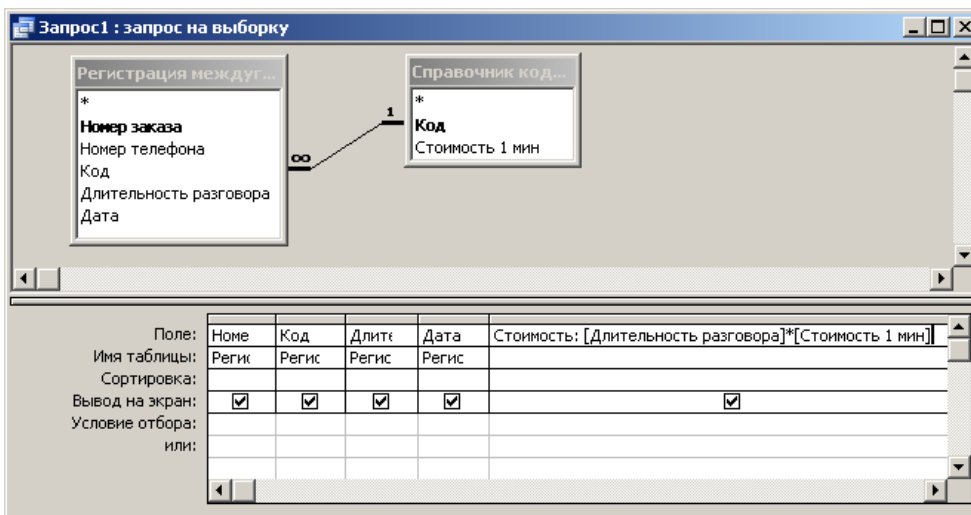 Запрос1 : запрос на выборку
Регистрация междуг...
*
Номер заказа
Номер телефона
Код
Длительность разговора
Дата
∞
1
Справочник код...
*
Код
Стоимость 1 мин
Поле: Номе Код Длите Дата Стоимость: [Длительность разговора]*[Стоимость 1 мин]
Имя таблицы: Регис Регис Регис Регис
Сортировка:
Вывод на экран:
Условие отбора:
или: